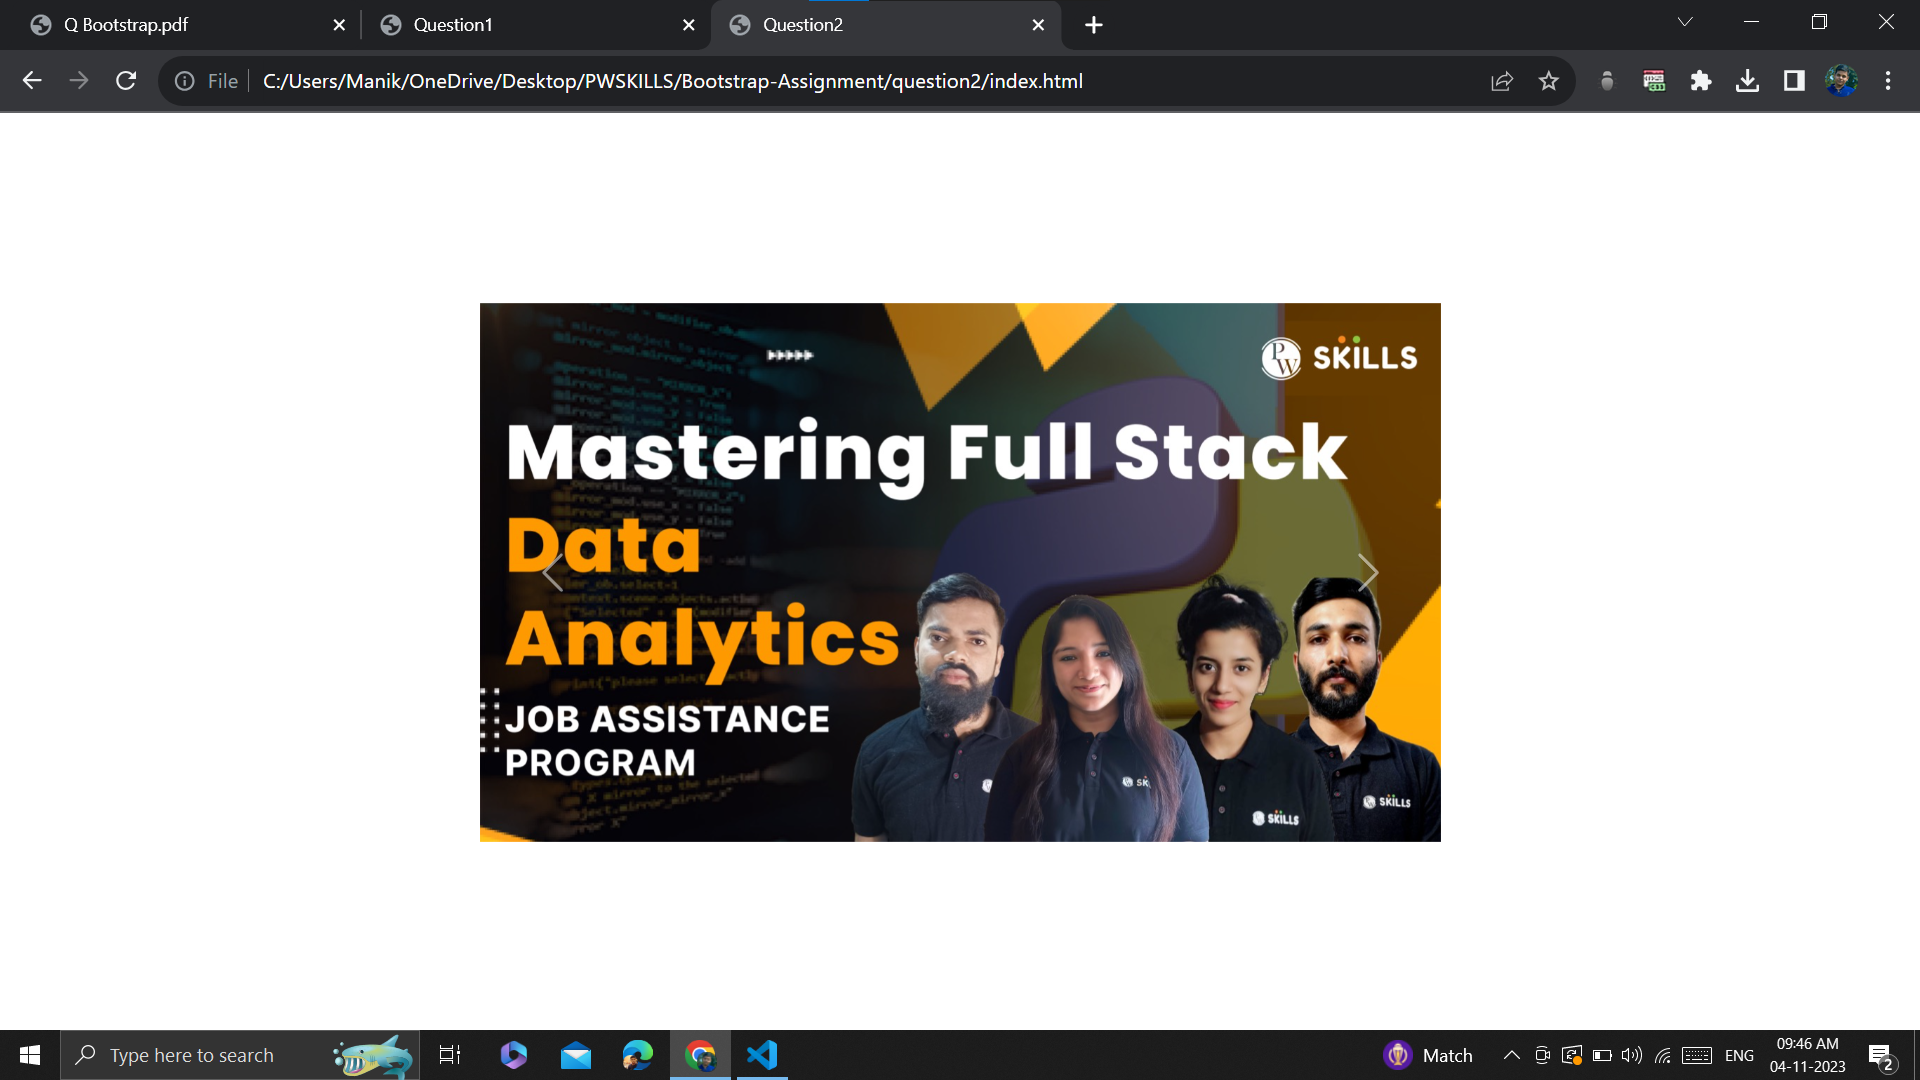 Q Bootstrap.pdf
Question1
Question2
File
C:/Users/Manik/OneDrive/Desktop/PWSKILLS/Bootstrap-Assignment/question2/index.html
PW SKILLS
Mastering Full Stack
Data
Analytics
JOB ASSISTANCE
PROGRAM
SK
SKILLS
SKILLS
Type here to search
Match
ENG
09:46 AM
04-11-2023
2